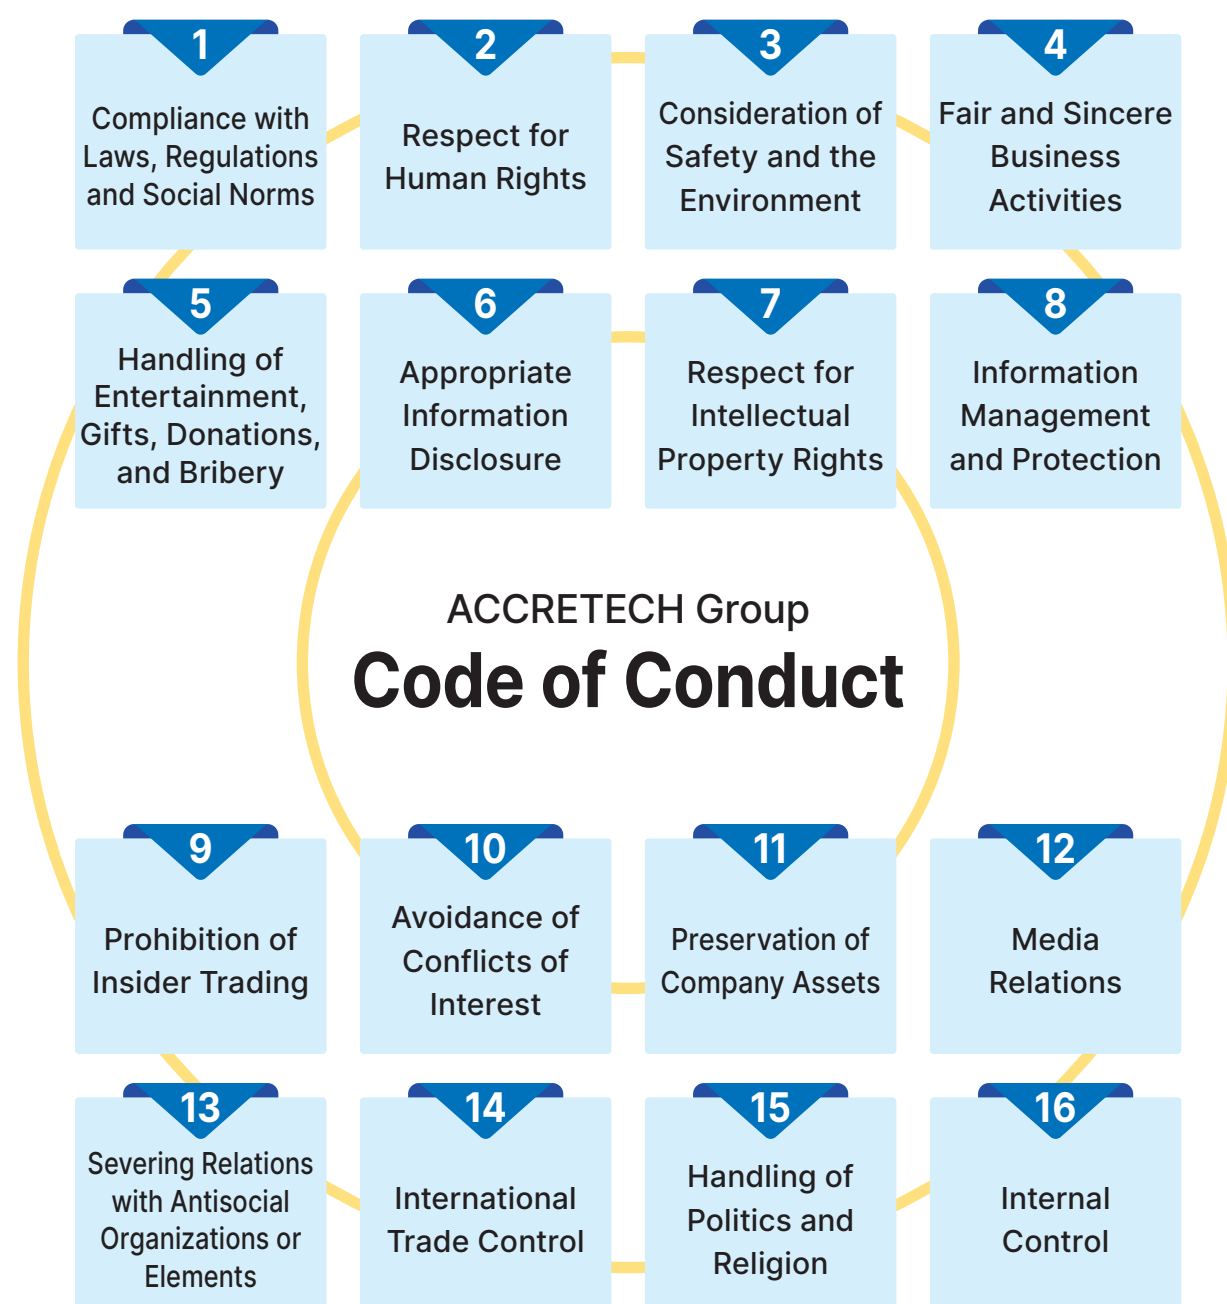 1
Compliance with
Laws, Regulations
and Social Norms
2
Respect for
Human Rights
3
Consideration of
Safety and the
Environment
4
Fair and Sincere
Business
Activities
5
Handling of
Entertainment,
Gifts, Donations,
and Bribery
6
Appropriate
Information
Disclosure
7
Respect for
Intellectual
Property Rights
8
Information
Management
and Protection
ACCRETECH Group
Code of Conduct
9
Prohibition of
Insider Trading
10
Avoidance of
Conflicts of
Interest
11
Preservation of
Company Assets
12
Media
Relations
13
Severing Relations
with Antisocial
Organizations or
Elements
14
International
Trade Control
15
Handling of
Politics and
Religion
16
Internal
Control